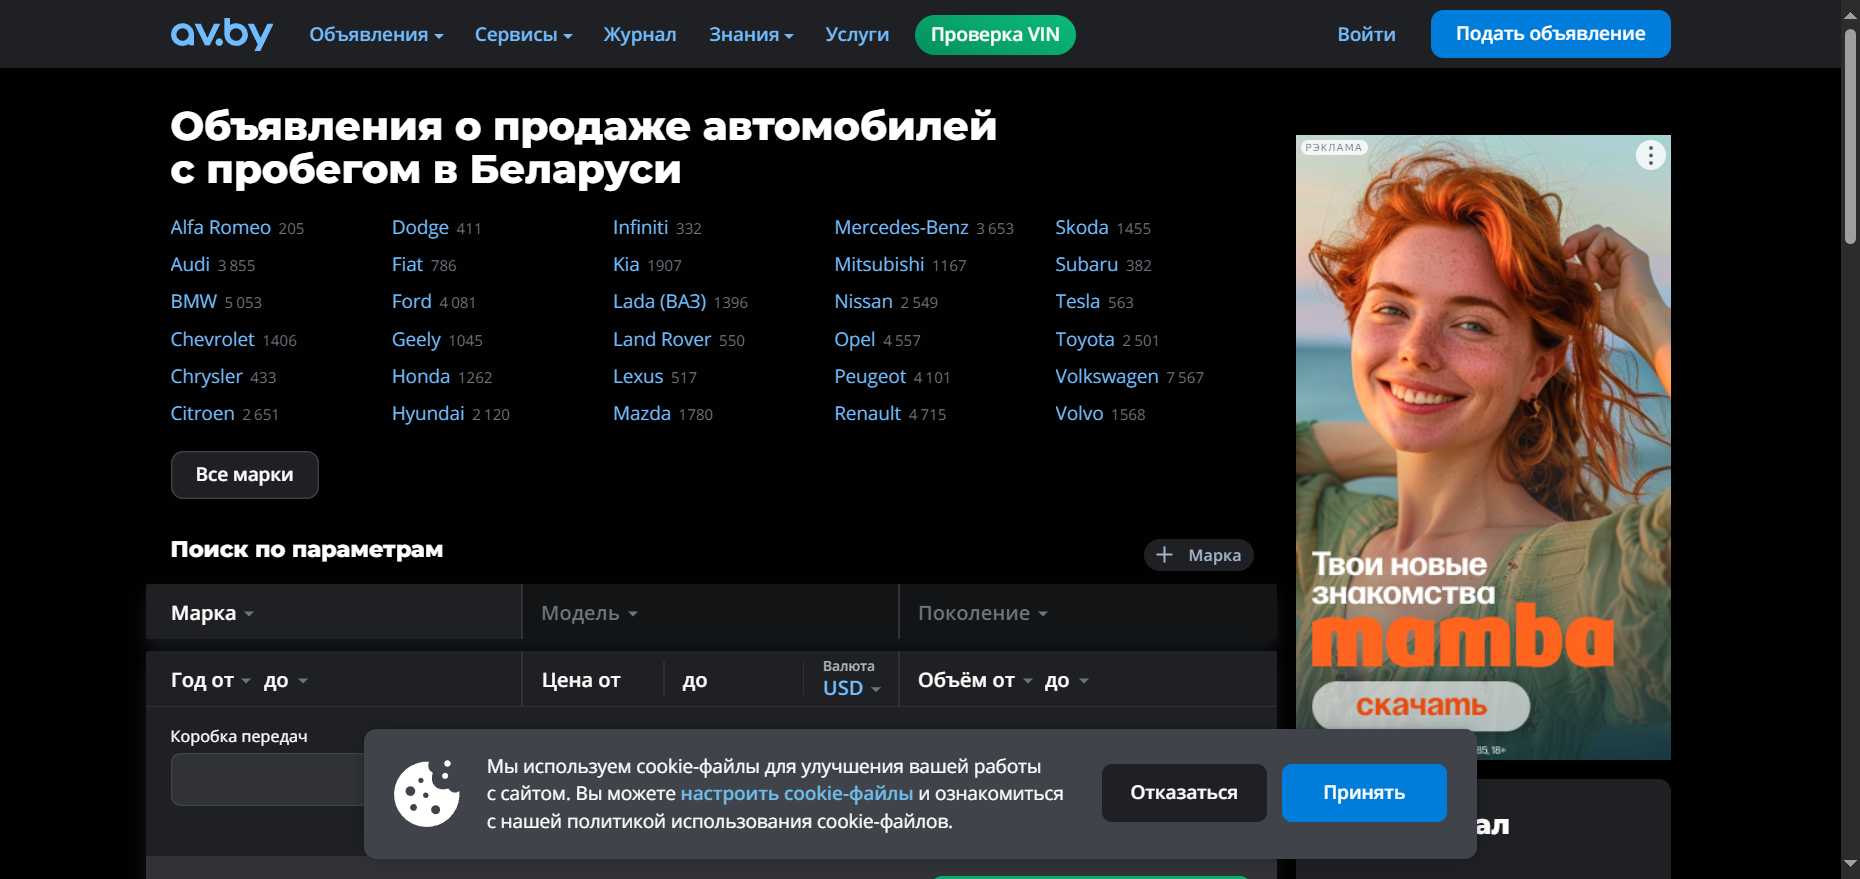 av.by
Объявления
Сервисы
Журнал
Знания
Услуги
Проверка VIN
Войти
Подать объявление
Объявления о продаже автомобилей
с пробегом в Беларуси
Alfa Romeo 205
Dodge 411
Infiniti 332
Mercedes-Benz 3 653
Skoda 1455
Audi 3 855
Fiat 786
Kia 1907
Mitsubishi 1167
Subaru 382
BMW 5 053
Ford 4 081
Lada (ВАЗ) 1396
Nissan 2 549
Tesla 563
Chevrolet 1406
Geely 1045
Land Rover 550
Opel 4 557
Toyota 2 501
Chrysler 433
Honda 1262
Lexus 517
Peugeot 4 101
Volkswagen 7 567
Citroen 2 651
Hyundai 2 120
Mazda 1780
Renault 4 715
Volvo 1568
Все марки
РЭКЛАМА
Твои новые
знакомства
mamba
скачать
85, 18+
Поиск по параметрам
Марка
Марка
Модель
Поколение
Год от
до
Цена от
до
Валюта
USD
Объём от
до
Коробка передач
Мы используем cookie-файлы для улучшения вашей работы
с сайтом. Вы можете настроить cookie-файлы и ознакомиться
с нашей политикой использования cookie-файлов.
Отказаться
Принять
ал